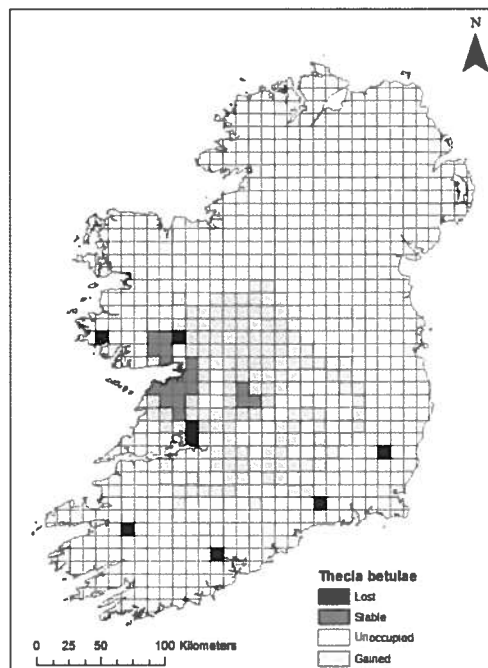 N
Thecla betulae
Lost
Stable
Unoccupied
Gained
0 25 50 100 Kilometers